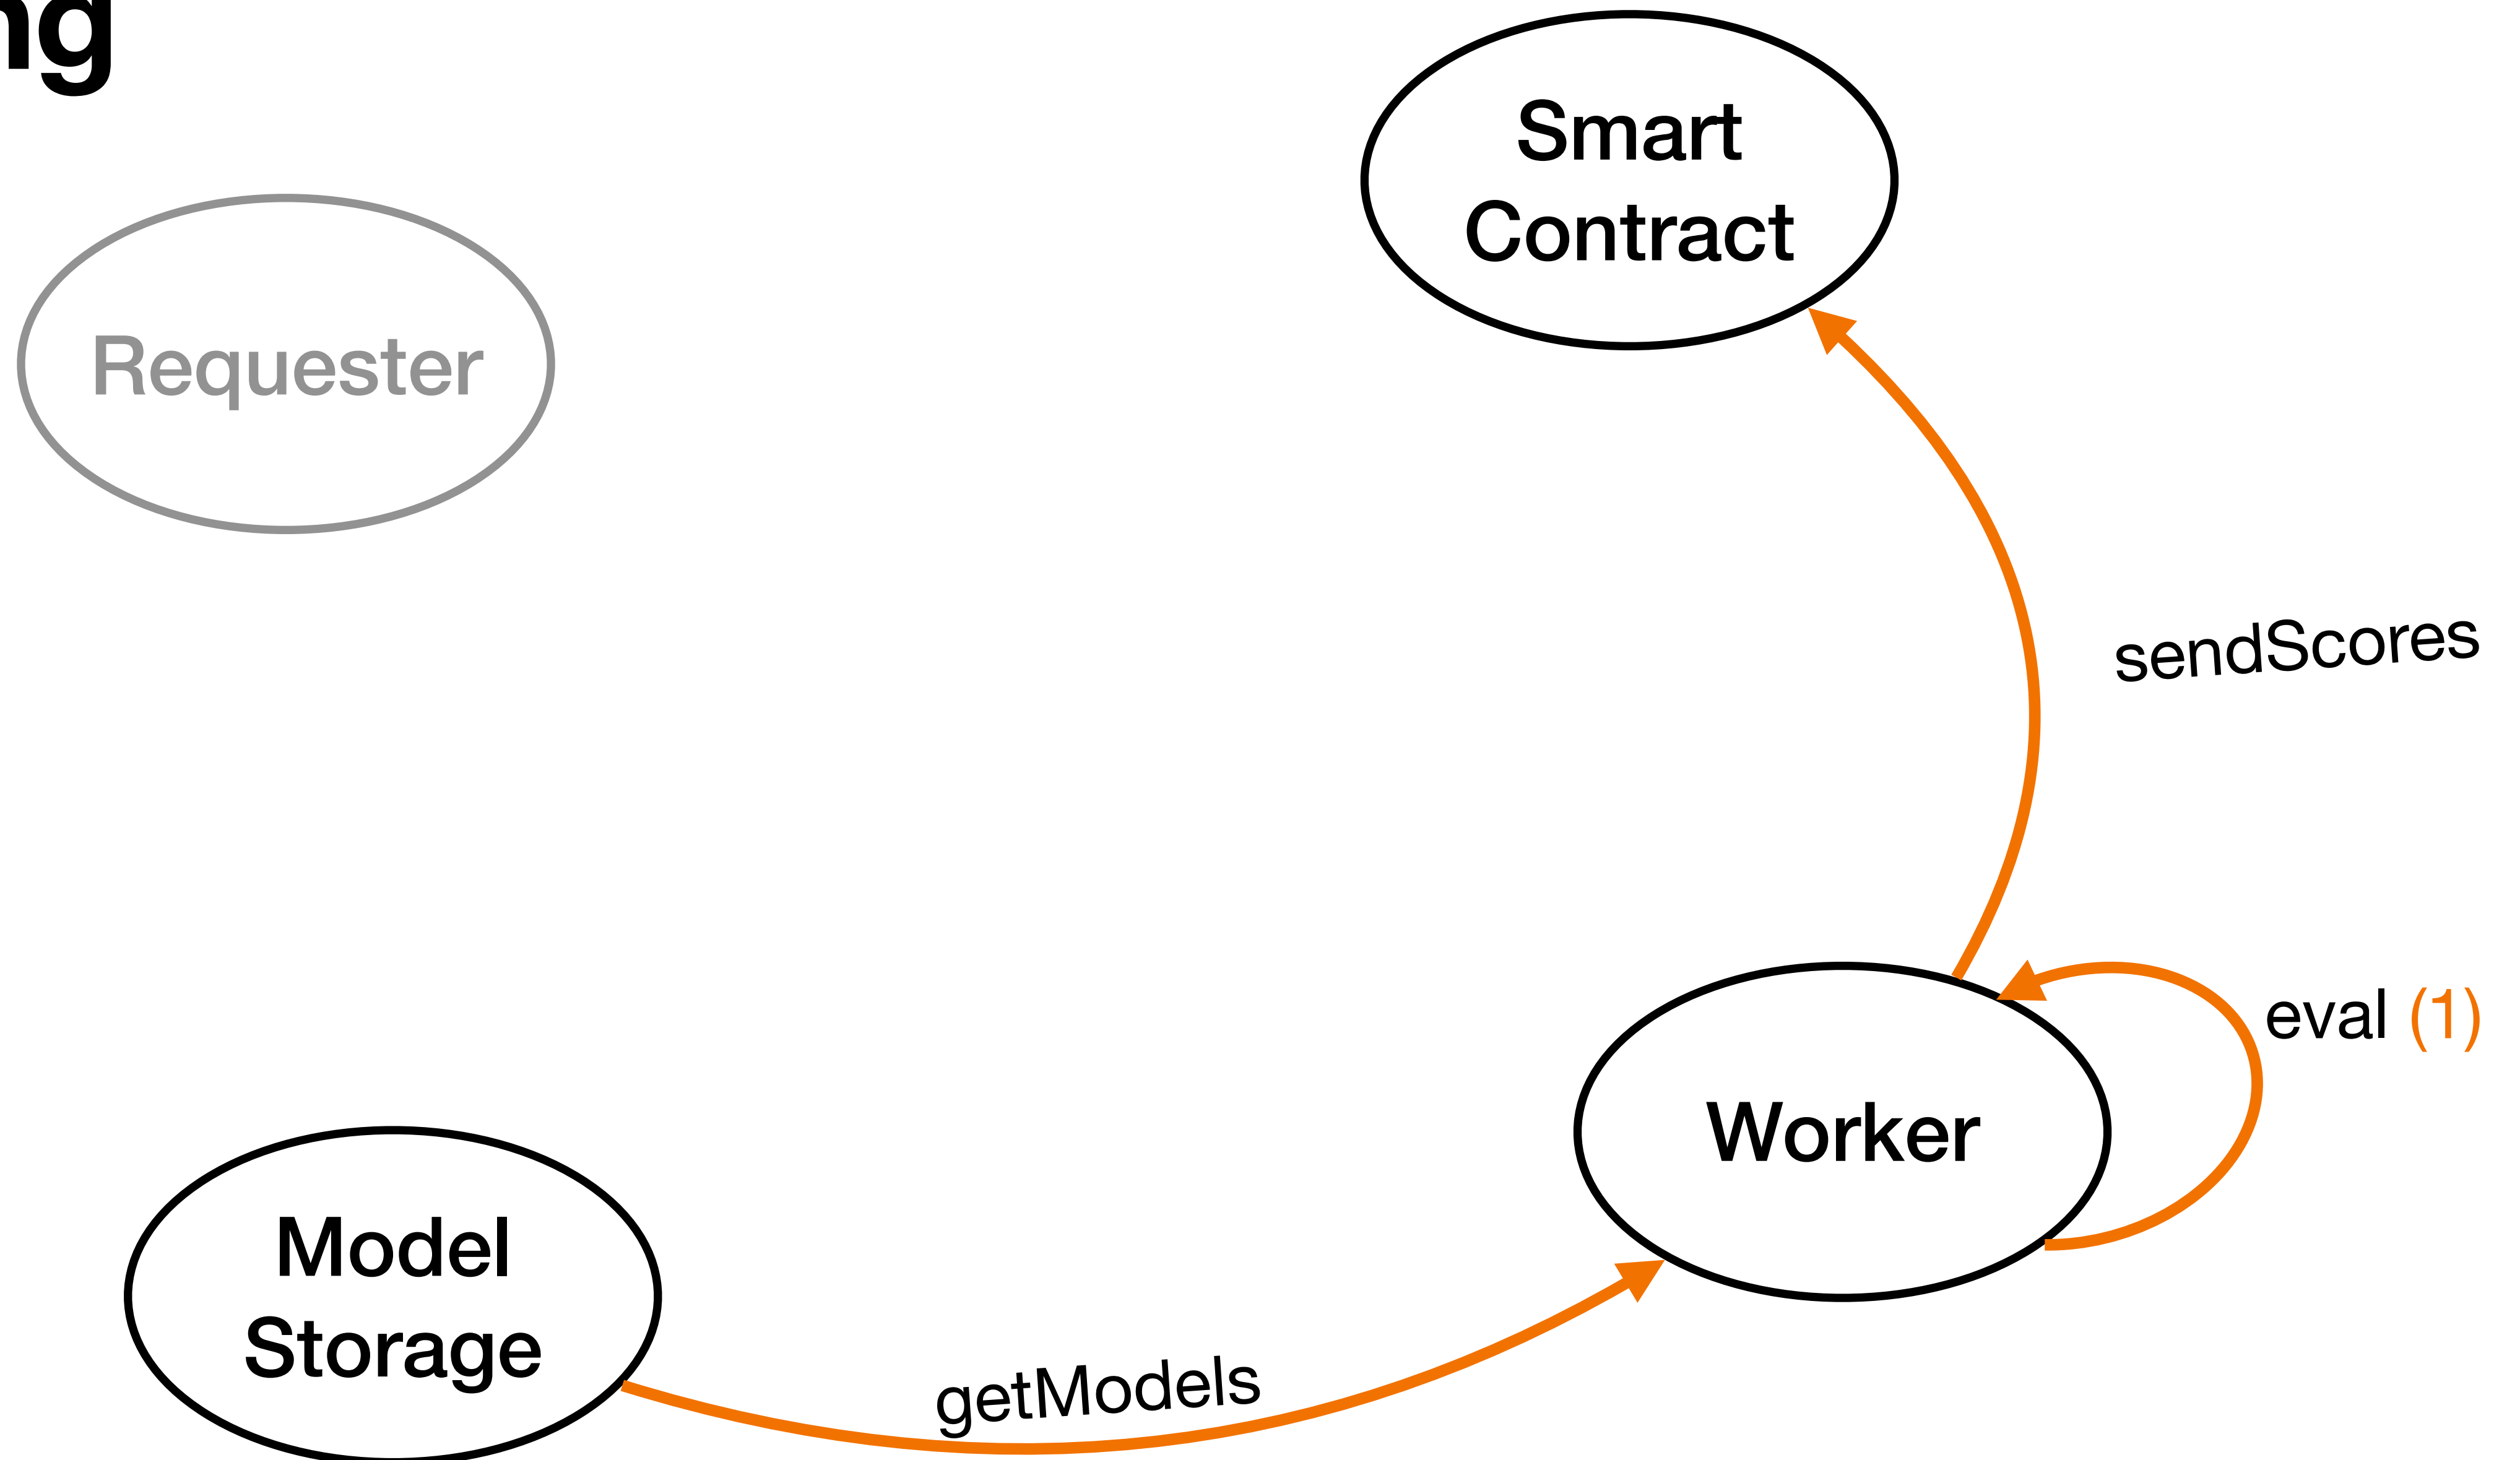 ng
Smart
Contract
Requester
sendScores
eval (1)
Worker
Model
Storage
getModels